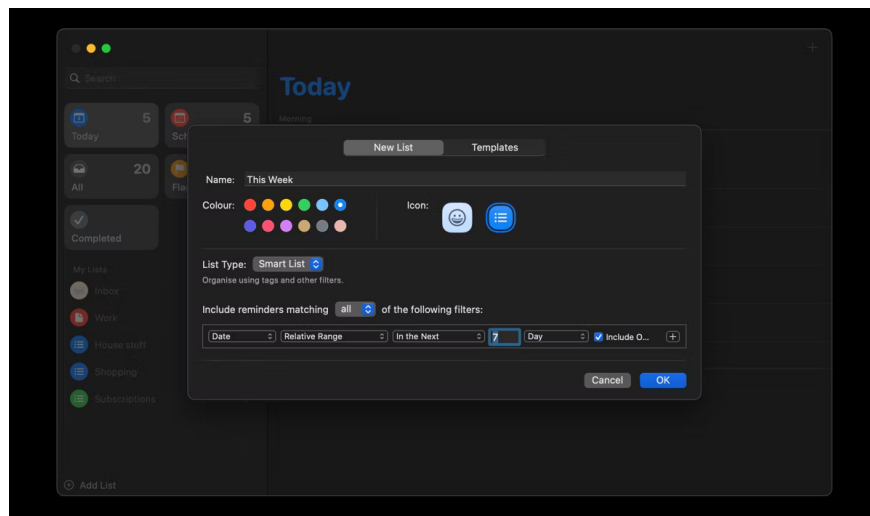 Search
Today
5
Today
5
Sch
Morning
20
All
Fla
Completed
New List
Templates
Name: This Week
Colour:
Icon:
List Type: Smart List
Organise using tags and other filters.
Include reminders matching all of the following filters:
Date Relative Range In the Next 7 Day Include O...
Cancel OK
My Lists
Inbox
Work
House stuff
Shopping
Subscriptions
Add List